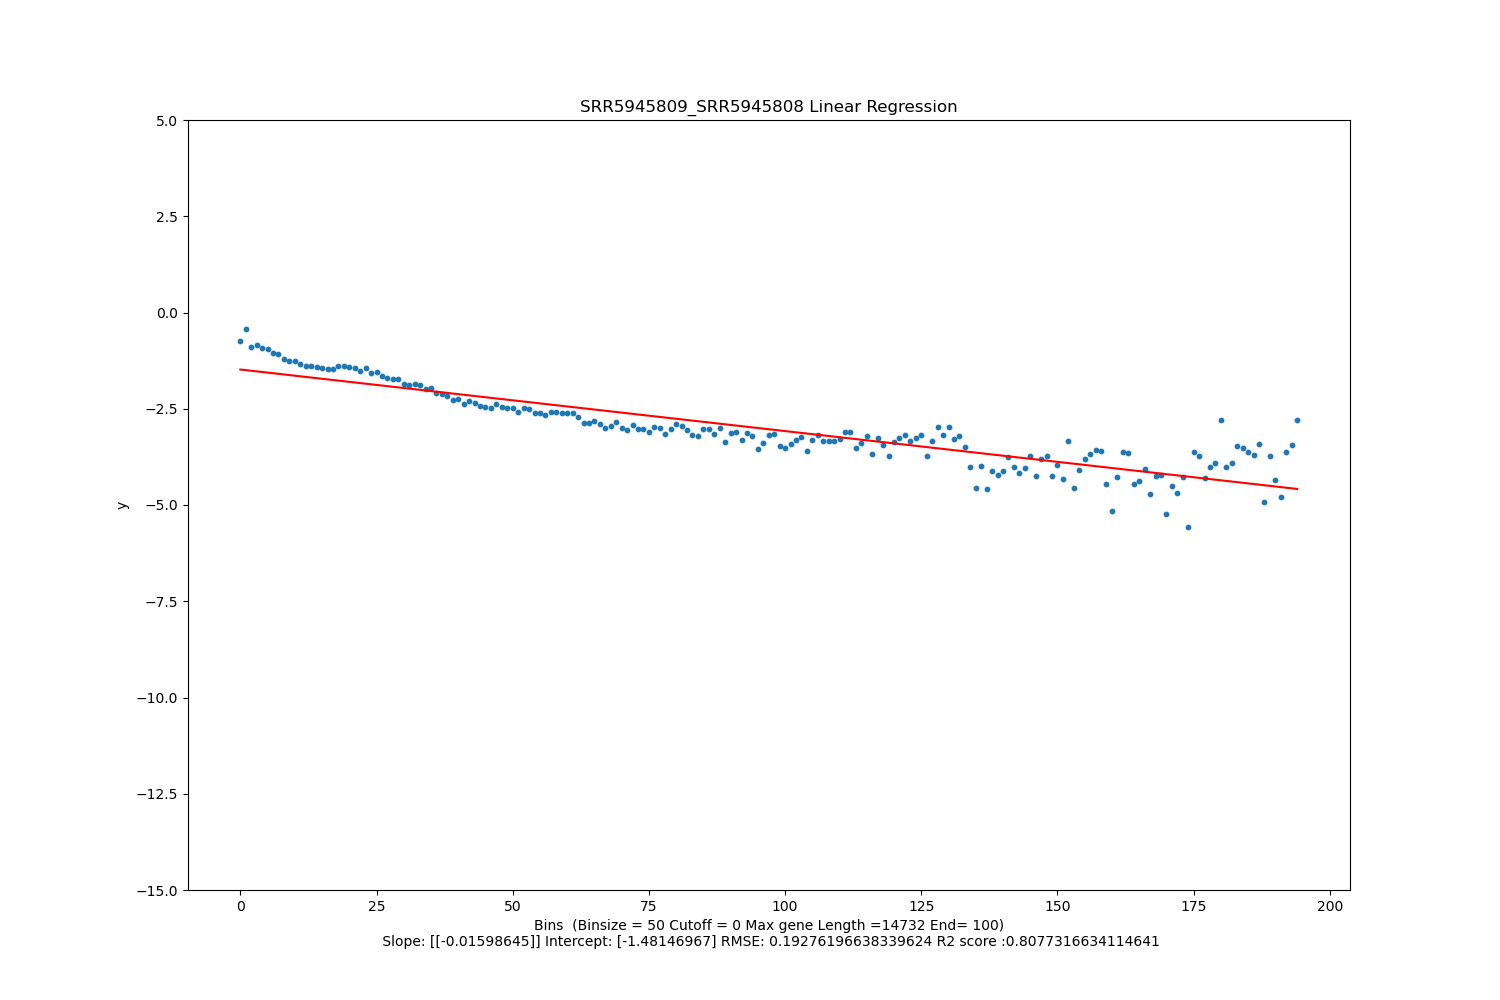 SRR5945809_SRR5945808 Linear Regression
5.0
2.5
0.0
−2.5
−5.0
−7.5
−10.0
−12.5
−15.0
y
0 25 50 75 100 125 150 175 200
Bins (Binsize = 50 Cutoff = 0 Max gene Length =14732 End= 100)
Slope: [[-0.01598645]] Intercept: [-1.48146967] RMSE: 0.19276196638339624 R2 score :0.8077316634114641